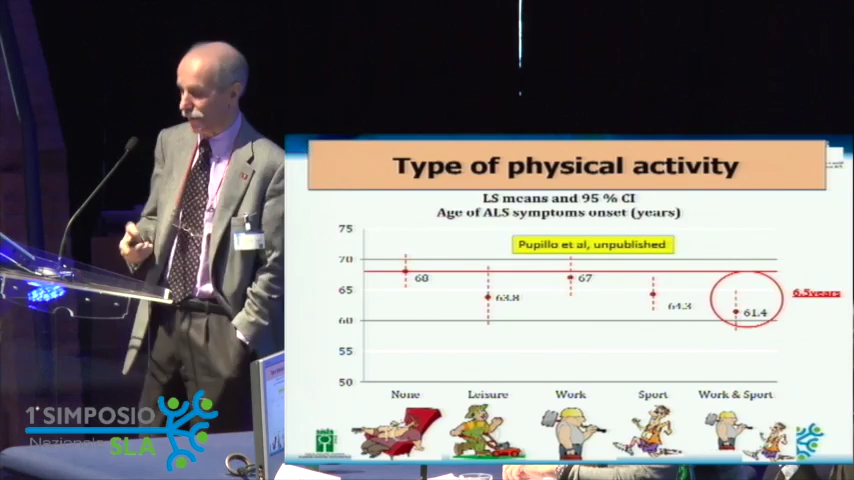 Type of physical activity
LS means and 95 % CI
Age of ALS symptoms onset (years)
Pupillo et al, unpublished
75
70
65
60
55
50
68
63.8
67
64.3
61.4
6.5years
None
Leisure
Work
Sport
Work & Sport
1° SIMPOSIO
Nazionale
SLA